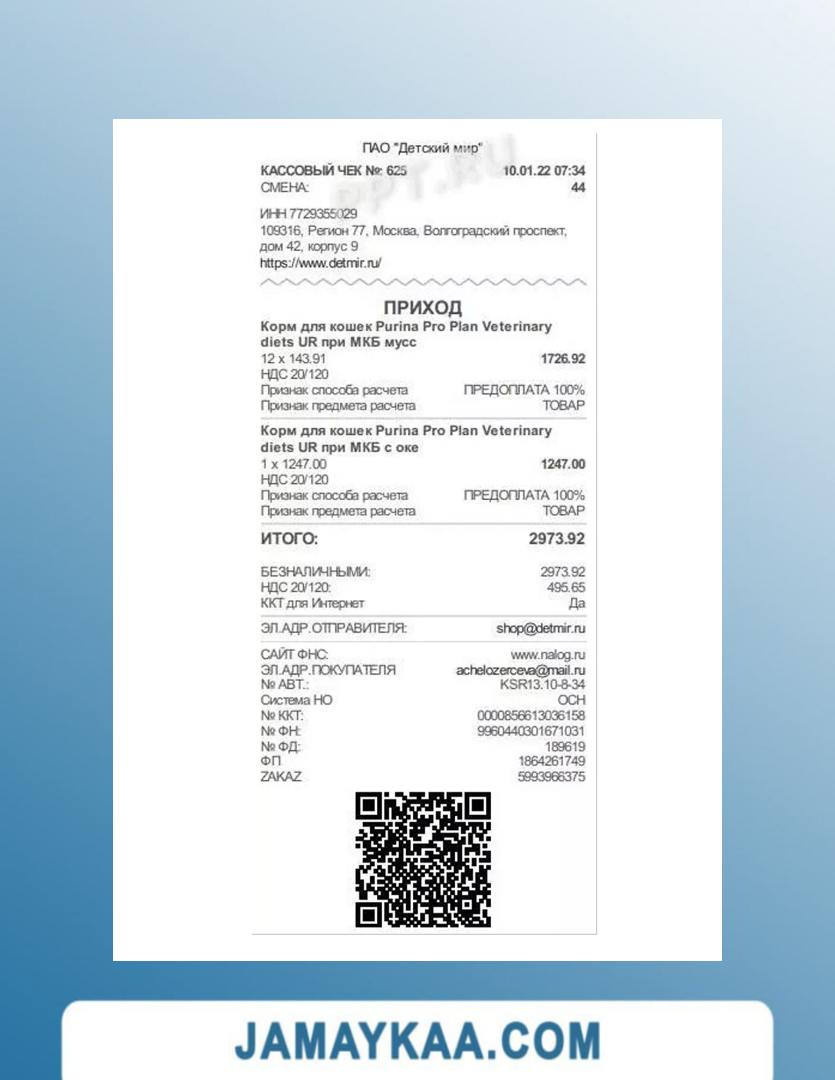 ПАО "Детский мир"
PPT.RU
КАССОВЫЙ ЧЕК №: 625 10.01.22 07:34
СМЕНА: 44
ИНН 7729355029
109316, Регион 77, Москва, Волгоградский проспект,
дом 42, корпус 9
https://www.detmir.ru/
ПРИХОД
Корм для кошек Purina Pro Plan Veterinary
diets UR при МКБ мусс
12 x 143.91 1726.92
НДС 20/120
Признак способа расчета ПРЕДОПЛАТА 100%
Признак предмета расчета ТОВАР
Корм для кошек Purina Pro Plan Veterinary
diets UR при МКБ с оке
1 x 1247.00 1247.00
НДС 20/120
Признак способа расчета ПРЕДОПЛАТА 100%
Признак предмета расчета ТОВАР
ИТОГО: 2973.92
БЕЗНАЛИЧНЫМИ: 2973.92
НДС 20/120: 495.65
ККТ для Интернет Да
ЭЛ.АДР.ОТПРАВИТЕЛЯ: shop@detmir.ru
САЙТ ФНС: www.nalog.ru
ЭЛ.АДР.ПОКУПАТЕЛЯ achelozerceva@mail.ru
№ АВТ.: KSR13.10-8-34
Система НО ОСН
№ ККТ: 0000856613036158
№ ФН: 9960440301671031
№ ФД: 189619
ФП 1864261749
ZAKAZ 5993966375
JAMAYKAA.COM